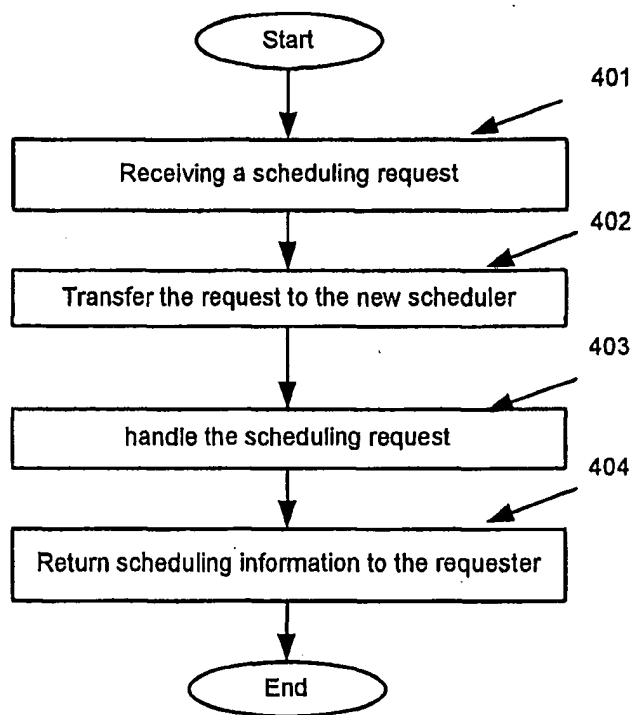 Start
401
Receiving a scheduling request
402
Transfer the request to the new scheduler
403
handle the scheduling request
404
Return scheduling information to the requester
End